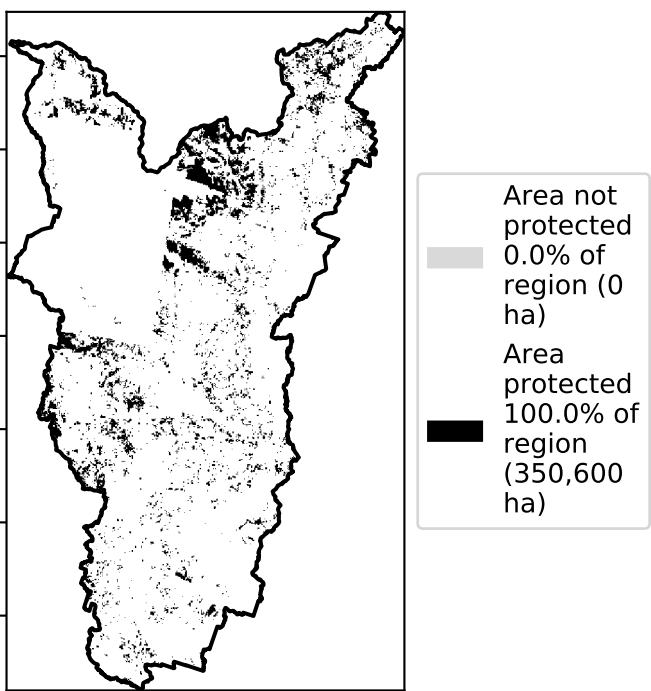 Area not
protected
0.0% of
region (0
ha)
Area
protected
100.0% of
region
(350,600
ha)